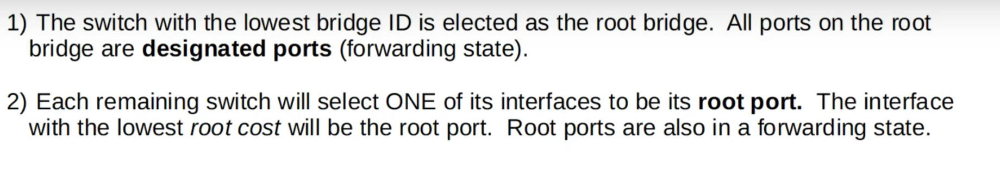 1) The switch with the lowest bridge ID is elected as the root bridge.  All ports on the root
bridge are designated ports (forwarding state).
2) Each remaining switch will select ONE of its interfaces to be its root port.  The interface
with the lowest root cost will be the root port.  Root ports are also in a forwarding state.